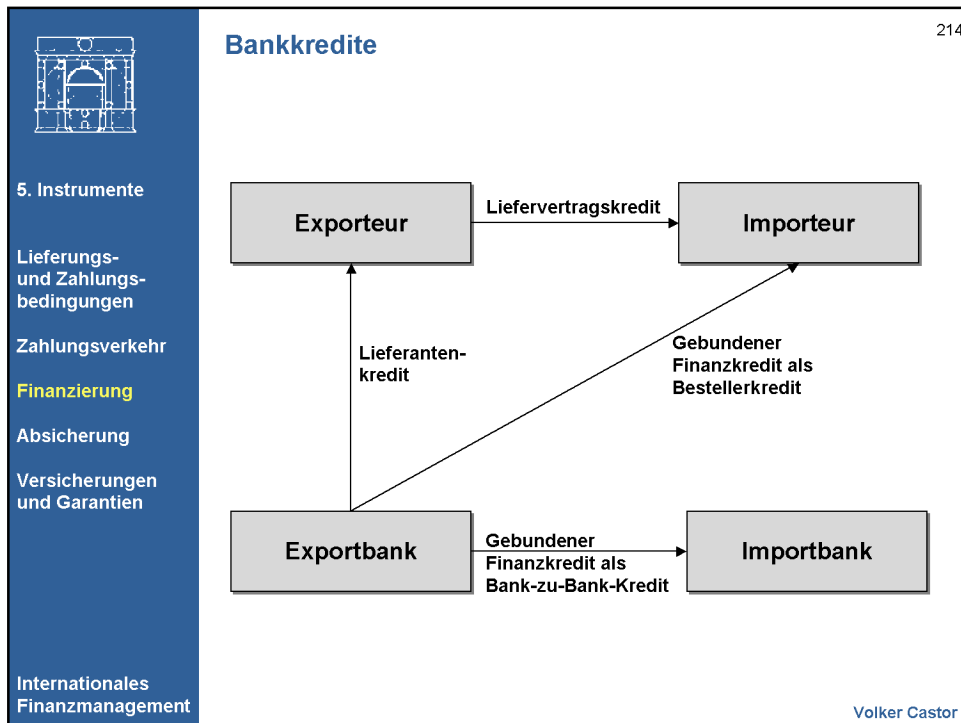 214
Bankkredite
5. Instrumente
Lieferungs-
und Zahlungs-
bedingungen
Zahlungsverkehr
Finanzierung
Absicherung
Versicherungen
und Garantien
Internationales
Finanzmanagement
Exporteur
Liefervertragskredit
Importeur
Lieferanten-
kredit
Gebundener
Finanzkredit als
Bestellerkredit
Exportbank
Gebundener
Finanzkredit als
Bank-zu-Bank-Kredit
Importbank
Volker Castor